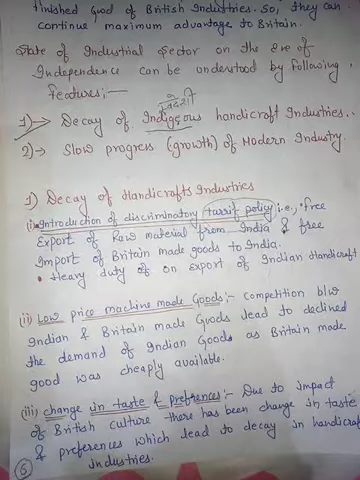 finished Good of British Industries. So, they can
continue maximum advantage to Britain.
State of Industrial Sector on the Eve of
Independence can be understood by following
features;—
1)→ Decay of Indigeous handicraft Industries..
2)→ Slow progress (growth) of Modern Industry.
1) Decay of Handicrafts Industries
(i) Introduction of discriminatory tarrif policy i.e., free
Export of Raw material from India & free
Import of Britain made goods to India.
• Heavy duty of on export of Indian Handicraft
(ii) Low price machine made Goods:- competition b/w
Indian & Britain made Goods lead to declined
the demand of Indian Goods as Britain made
good was cheaply available.
(iii) change in taste & prefrences:- Due to impact
of British culture there has been change in taste
& preferences which lead to decay in handicraf
Industries.
6